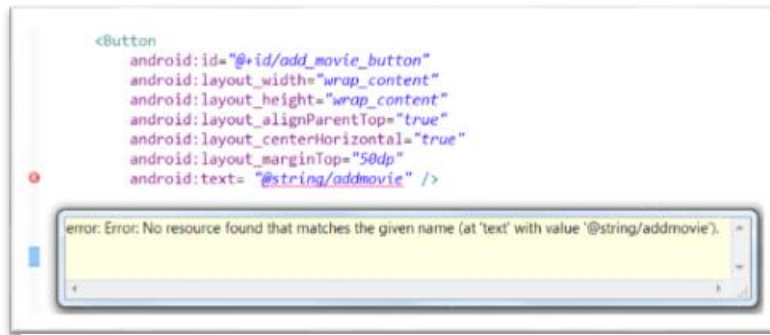 <Button
android:id="@+id/add_movie_button"
android:layout_width="wrap_content"
android:layout_height="wrap_content"
android:layout_alignParentTop="true"
android:layout_centerHorizontal="true"
android:layout_marginTop="50dp"
android:text= "@string/addmovie" />
error: Error: No resource found that matches the given name (at 'text' with value '@string/addmovie').